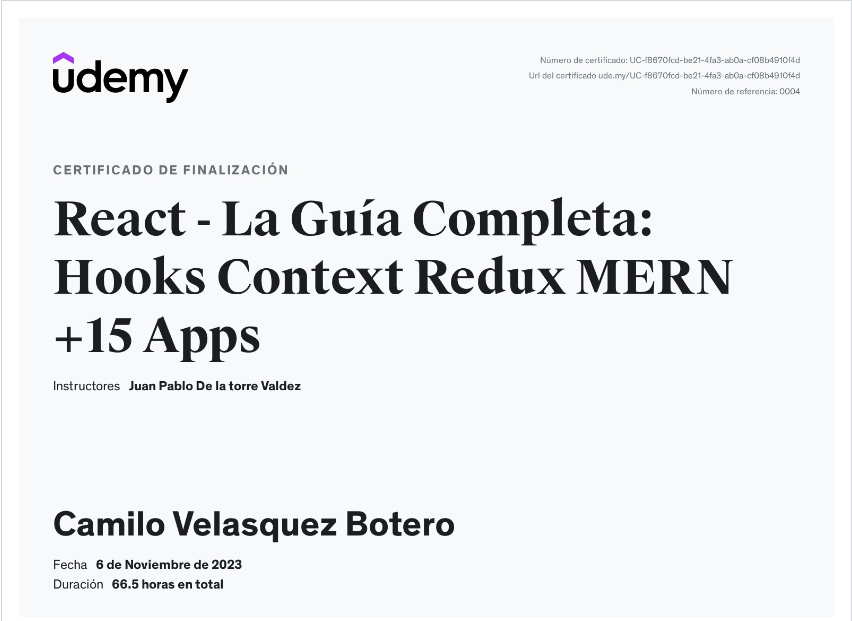 udemy
Número de certificado: UC-f8670fcd-be21-4fa3-ab0a-cf08b4910f4d
Url del certificado ude.my/UC-f8670fcd-be21-4fa3-ab0a-cf08b4910f4d
Número de referencia: 0004
CERTIFICADO DE FINALIZACIÓN
React - La Guía Completa:
Hooks Context Redux MERN
+15 Apps
Instructores Juan Pablo De la torre Valdez
Camilo Velasquez Botero
Fecha 6 de Noviembre de 2023
Duración 66.5 horas en total